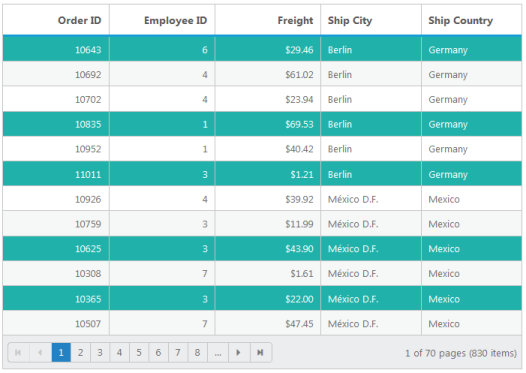 Order ID Employee ID Freight Ship City Ship Country
10643 6 $29.46 Berlin Germany
10692 4 $61.02 Berlin Germany
10702 4 $23.94 Berlin Germany
10835 1 $69.53 Berlin Germany
10952 1 $40.42 Berlin Germany
11011 3 $1.21 Berlin Germany
10926 4 $39.92 México D.F. Mexico
10759 3 $11.99 México D.F. Mexico
10625 3 $43.90 México D.F. Mexico
10308 7 $1.61 México D.F. Mexico
10365 3 $22.00 México D.F. Mexico
10507 7 $47.45 México D.F. Mexico
1 2 3 4 5 6 7 8 ... 1 of 70 pages (830 items)